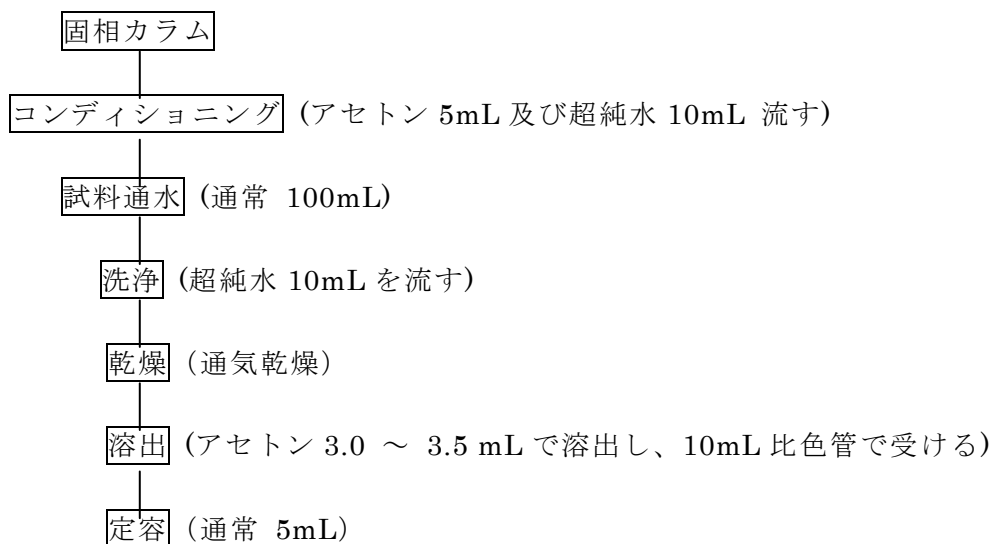 固相カラム
コンディショニング (アセトン 5mL 及び超純水 10mL 流す)
試料通水 (通常 100mL)
洗浄 (超純水 10mL を流す)
乾燥 (通気乾燥)
溶出 (アセトン 3.0 ～ 3.5 mL で溶出し、10mL 比色管で受ける)
定容 (通常 5mL)